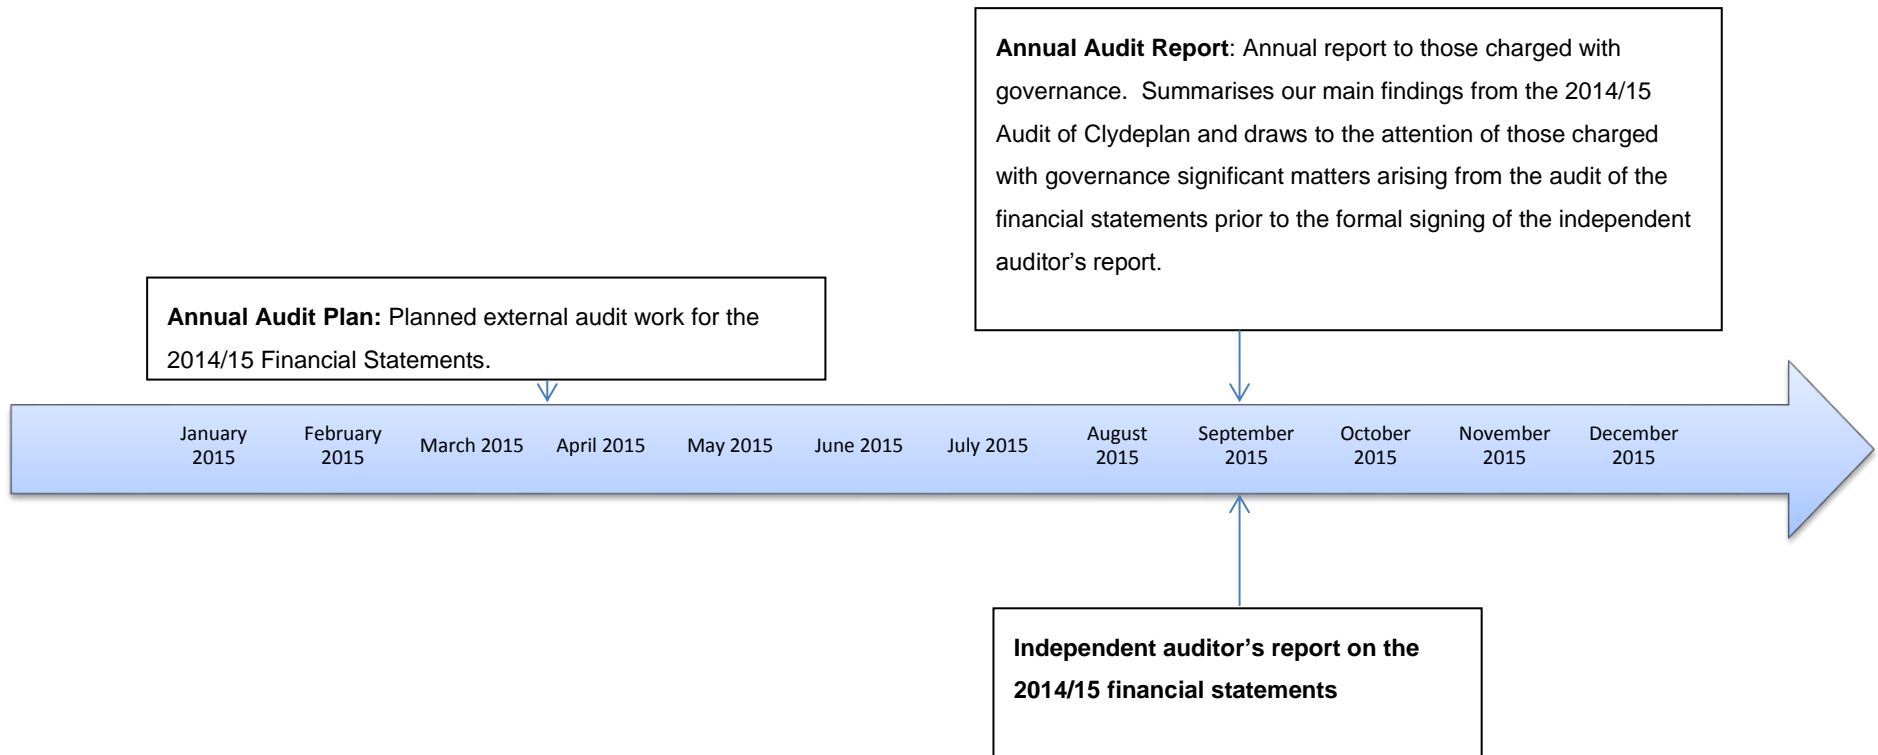 Annual Audit Report: Annual report to those charged with
governance.  Summarises our main findings from the 2014/15
Audit of Clydeplan and draws to the attention of those charged
with governance significant matters arising from the audit of the
financial statements prior to the formal signing of the independent
auditor’s report.
Annual Audit Plan: Planned external audit work for the
2014/15 Financial Statements.
January
2015
February
2015
March 2015
April 2015
May 2015
June 2015
July 2015
August
2015
September
2015
October
2015
November
2015
December
2015
Independent auditor’s report on the
2014/15 financial statements